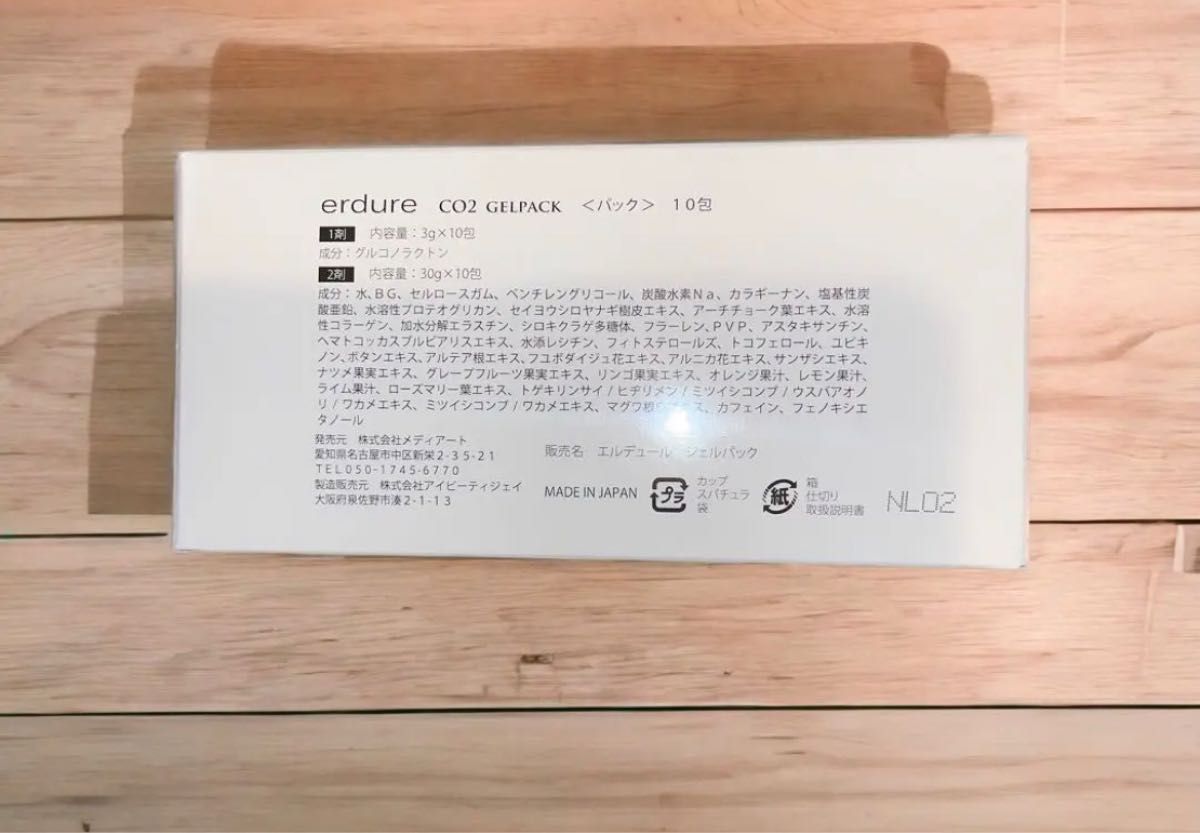 erdure CO2 GELPACK <パック> 10包
1剤 内容量：3g×10包
成分：グルコノラクトン
2剤 内容量：30g×10包
成分：水、BG、セルロースガム、ペンチレングリコール、炭酸水素Na、カラギーナン、塩基性炭
酸亜鉛、水溶性プロテオグリカン、セイヨウシロヤナギ樹皮エキス、アーチチョーク葉エキス、水溶
性コラーゲン、加水分解エラスチン、シロキクラゲ多糖体、フラーレン、PVP、アスタキサンチン、
ヘマトコッカスプルビアリスエキス、水添レシチン、フィトステロールズ、トコフェロール、ユビキ
ノン、ボタンエキス、アルテア根エキス、フユボダイジュ花エキス、アルニカ花エキス、サンザシエキス、
ナツメ果実エキス、グレープフルーツ果実エキス、リンゴ果実エキス、オレンジ果汁、レモン果汁、
ライム果汁、ローズマリー葉エキス、トゲキリンサイ/ヒヂリメン/ミツイシコンブ/ウスバアオノ
リ/ワカメエキス、ミツイシコンブ/ワカメエキス、マグワ根皮エキス、カフェイン、フェノキシエ
タノール
発売元 株式会社メディアート
愛知県名古屋市中区新栄2-35-21
TEL050-1745-6770
製造販売元 株式会社アイビーティジェイ
大阪府泉佐野市湊2-1-13
販売名 エルデュール ジェルパック
MADE IN JAPAN
プラ
カップ
スパチュラ
袋
紙
箱
仕切り
取扱説明書
NL02